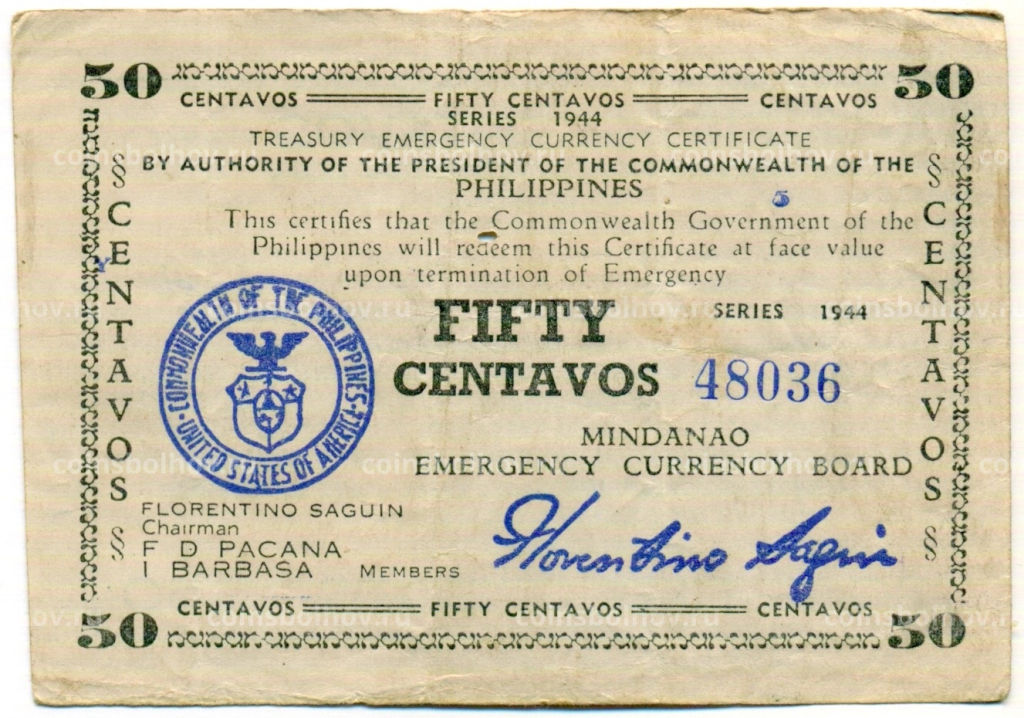 50 50
CENTAVOS FIFTY CENTAVOS CENTAVOS
SERIES 1944
TREASURY EMERGENCY CURRENCY CERTIFICATE
BY AUTHORITY OF THE PRESIDENT OF THE COMMONWEALTH OF THE
PHILIPPINES
5
This certifies that the Commonwealth Government of the
Philippines will redeem this Certificate at face value
upon termination of Emergency
§ CENTAVOS §
§ CENTAVOS §
FIFTY
CENTAVOS
SERIES 1944
48036
COMMONWEALTH OF THE PHILIPPINES
UNITED STATES OF AMERICA
MINDANAO
EMERGENCY CURRENCY BOARD
FLORENTINO SAGUIN
Chairman
F D PACANA
I BARBASA MEMBERS
Florentino Saguin
CENTAVOS FIFTY CENTAVOS CENTAVOS
50 50
coinsbolhov.ru